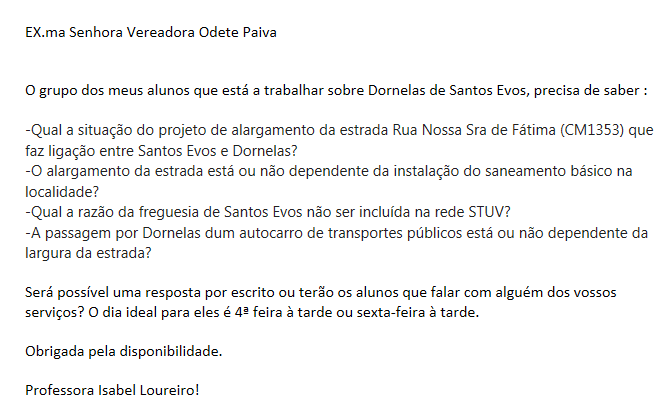 EX.ma Senhora Vereadora Odete Paiva
O grupo dos meus alunos que está a trabalhar sobre Dornelas de Santos Evos, precisa de saber :
-Qual a situação do projeto de alargamento da estrada Rua Nossa Sra de Fátima (CM1353) que
faz ligação entre Santos Evos e Dornelas?
-O alargamento da estrada está ou não dependente da instalação do saneamento básico na
localidade?
-Qual a razão da freguesia de Santos Evos não ser incluída na rede STUV?
-A passagem por Dornelas dum autocarro de transportes públicos está ou não dependente da
largura da estrada?
Será possível uma resposta por escrito ou terão os alunos que falar com alguém dos vossos
serviços? O dia ideal para eles é 4ª feira à tarde ou sexta-feira à tarde.
Obrigada pela disponibilidade.
Professora Isabel Loureiro!